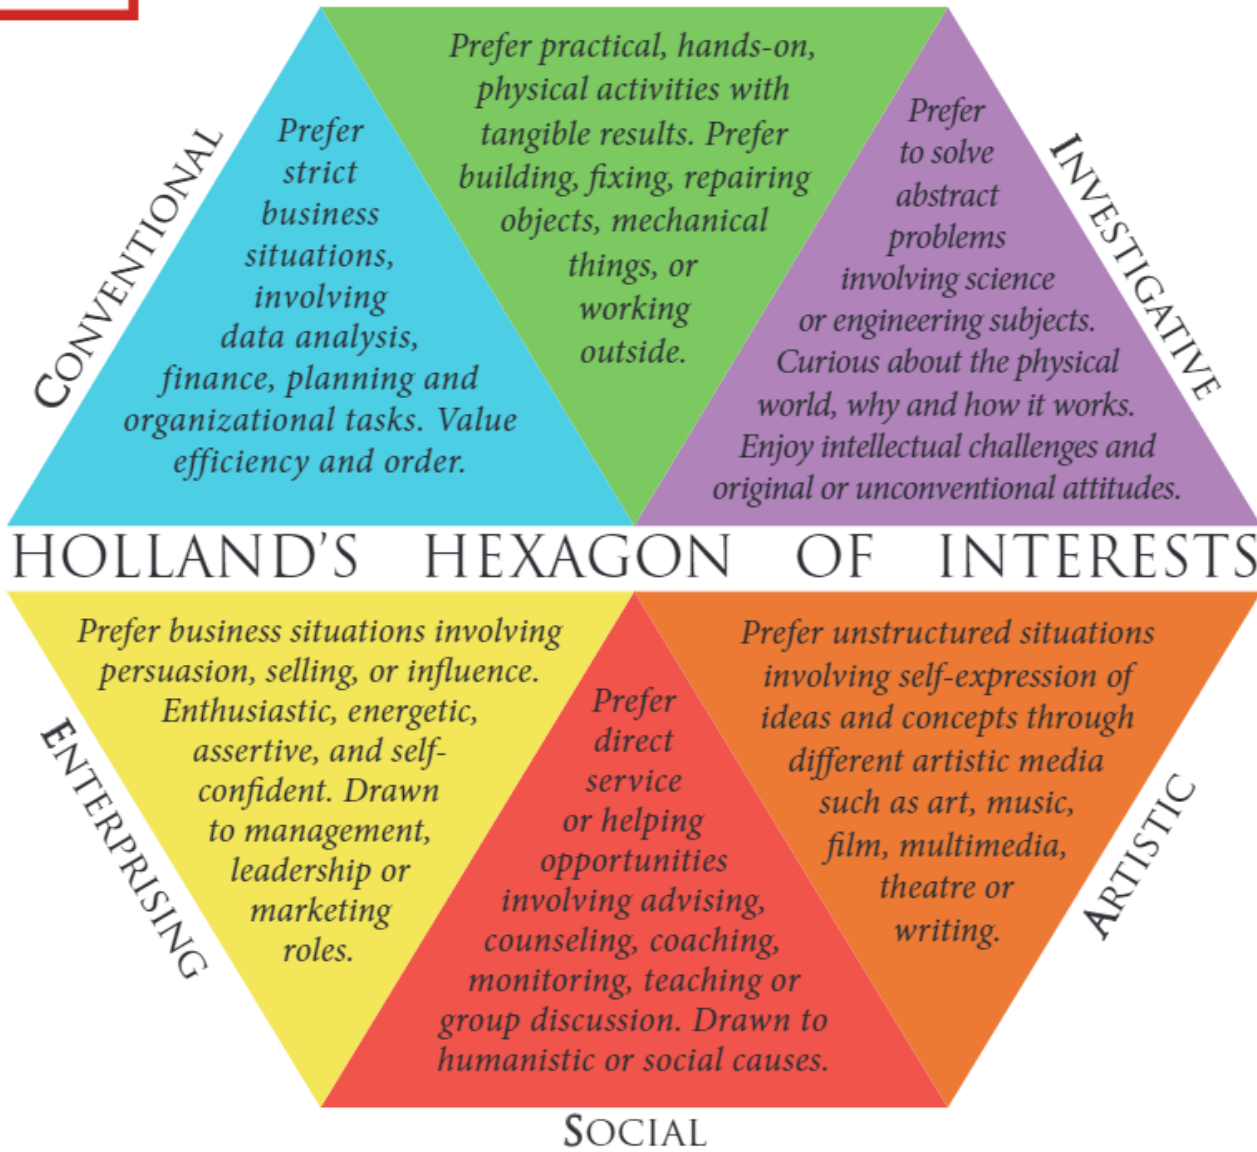 CONVENTIONAL
Prefer
strict
business
situations,
involving
data analysis,
finance, planning and
organizational tasks. Value
efficiency and order.
Prefer practical, hands-on,
physical activities with
tangible results. Prefer
building, fixing, repairing
objects, mechanical
things, or
working
outside.
Prefer
to solve
abstract
problems
involving science
or engineering subjects.
Curious about the physical
world, why and how it works.
Enjoy intellectual challenges and
original or unconventional attitudes.
INVESTIGATIVE
HOLLAND'S HEXAGON OF INTERESTS
ENTERPRISING
Prefer business situations involving
persuasion, selling, or influence.
Enthusiastic, energetic,
assertive, and self-
confident. Drawn
to management,
leadership or
marketing
roles.
Prefer
direct
service
or helping
opportunities
involving advising,
counseling, coaching,
monitoring, teaching or
group discussion. Drawn to
humanistic or social causes.
Prefer unstructured situations
involving self-expression of
ideas and concepts through
different artistic media
such as art, music,
film, multimedia,
theatre or
writing.
ARTISTIC
SOCIAL